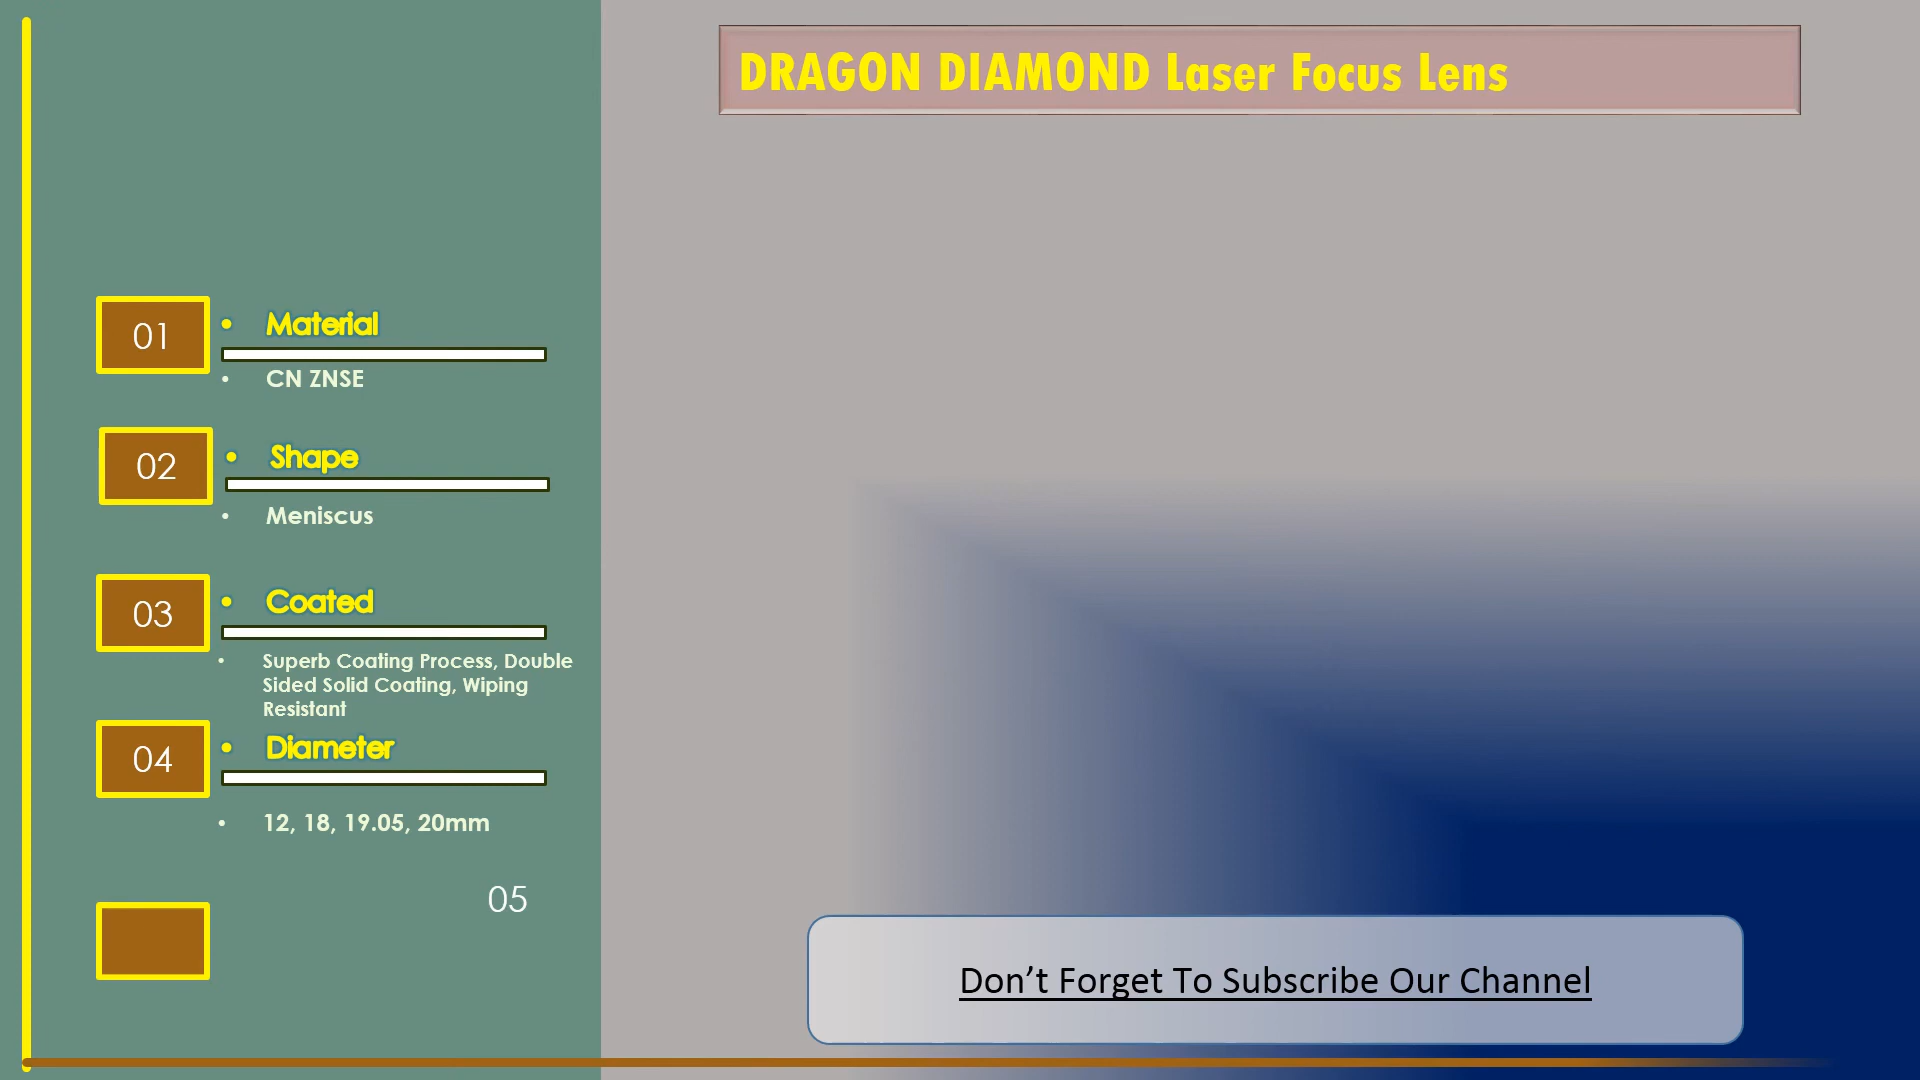 DRAGON DIAMOND Laser Focus Lens
01
• Material
• CN ZNSE
02
• Shape
• Meniscus
03
• Coated
• Superb Coating Process, Double
Sided Solid Coating, Wiping
Resistant
04
• Diameter
• 12, 18, 19.05, 20mm
05
Don’t Forget To Subscribe Our Channel